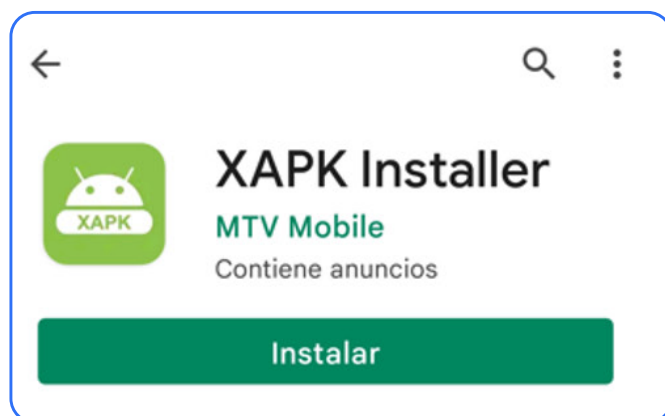 XAPK Installer
XAPK
MTV Mobile
Contiene anuncios
Instalar